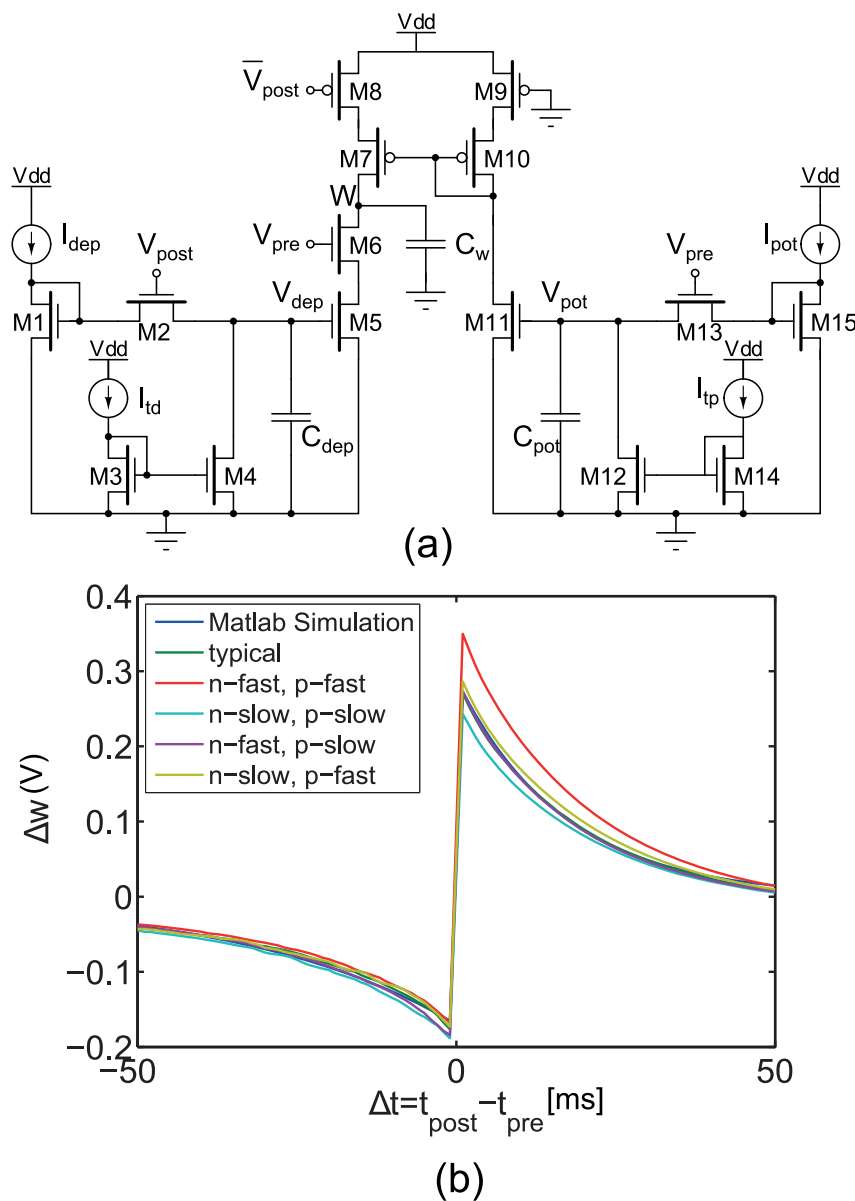 Vdd
V̅post
M8
M9
M7
M10
Vdd
W
Vdd
Idep
Vpost
Vpre
M6
Cw
Vpre
Ipot
Vdep
Vpot
M1
M2
M5
M11
M13
M15
Vdd
Vdd
Itd
Itp
Cdep
Cpot
M3
M4
M12
M14
(a)
0.4
0.3
0.2
0.1
0
−0.1
−0.2
Δw(V)
Matlab Simulation
typical
n−fast, p−fast
n−slow, p−slow
n−fast, p−slow
n−slow, p−fast
−50
0
50
Δt=tpost−tpre[ms]
(b)